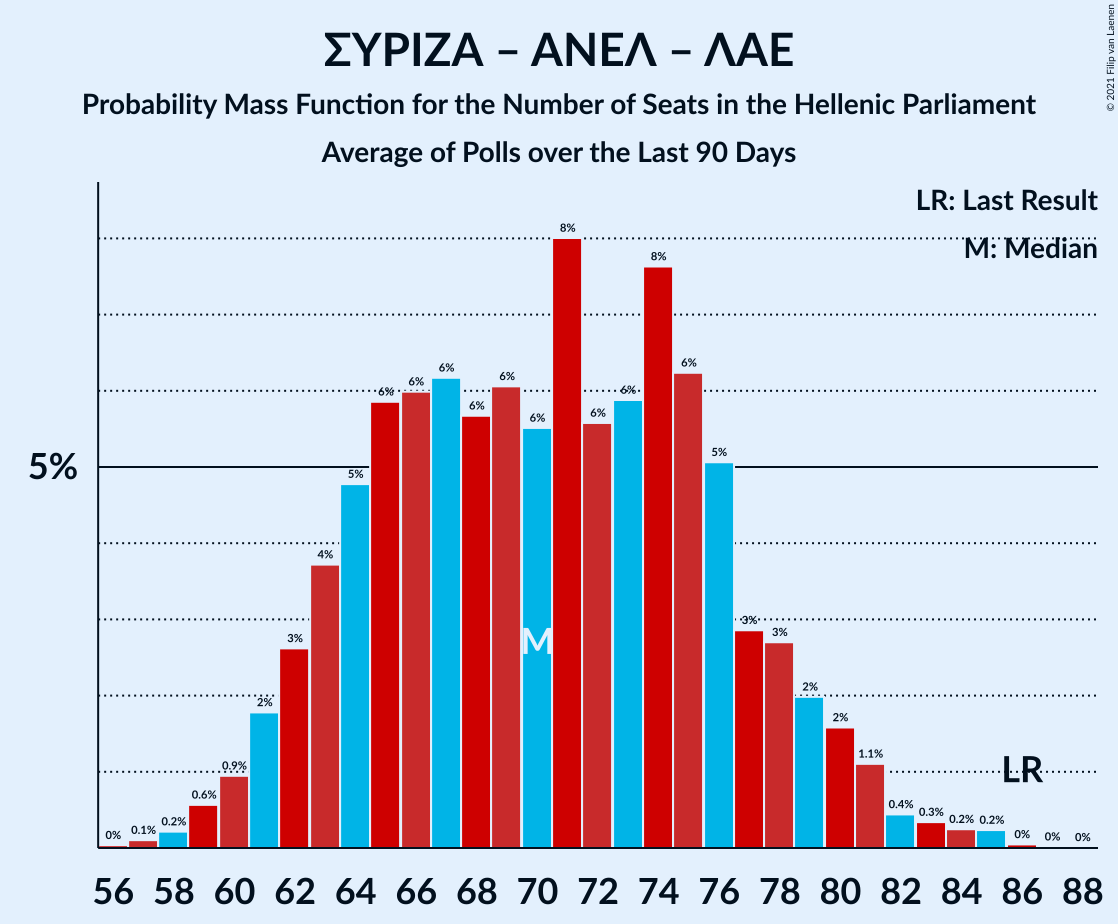 ΣΥΡΙΖΑ – ΑΝΕΛ – ΛΑΕ
Probability Mass Function for the Number of Seats in the Hellenic Parliament
Average of Polls over the Last 90 Days
© 2021 Filip van Laenen
LR: Last Result
M: Median
5%
0% 0.1% 0.2% 0.6% 0.9% 2% 3% 4% 5% 6% 6% 6% 6% 6% 6% 8% 6% 6% 8% 6% 5% 3% 3% 2% 2% 1.1% 0.4% 0.3% 0.2% 0.2% 0% 0% 0%
M
LR
56 58 60 62 64 66 68 70 72 74 76 78 80 82 84 86 88